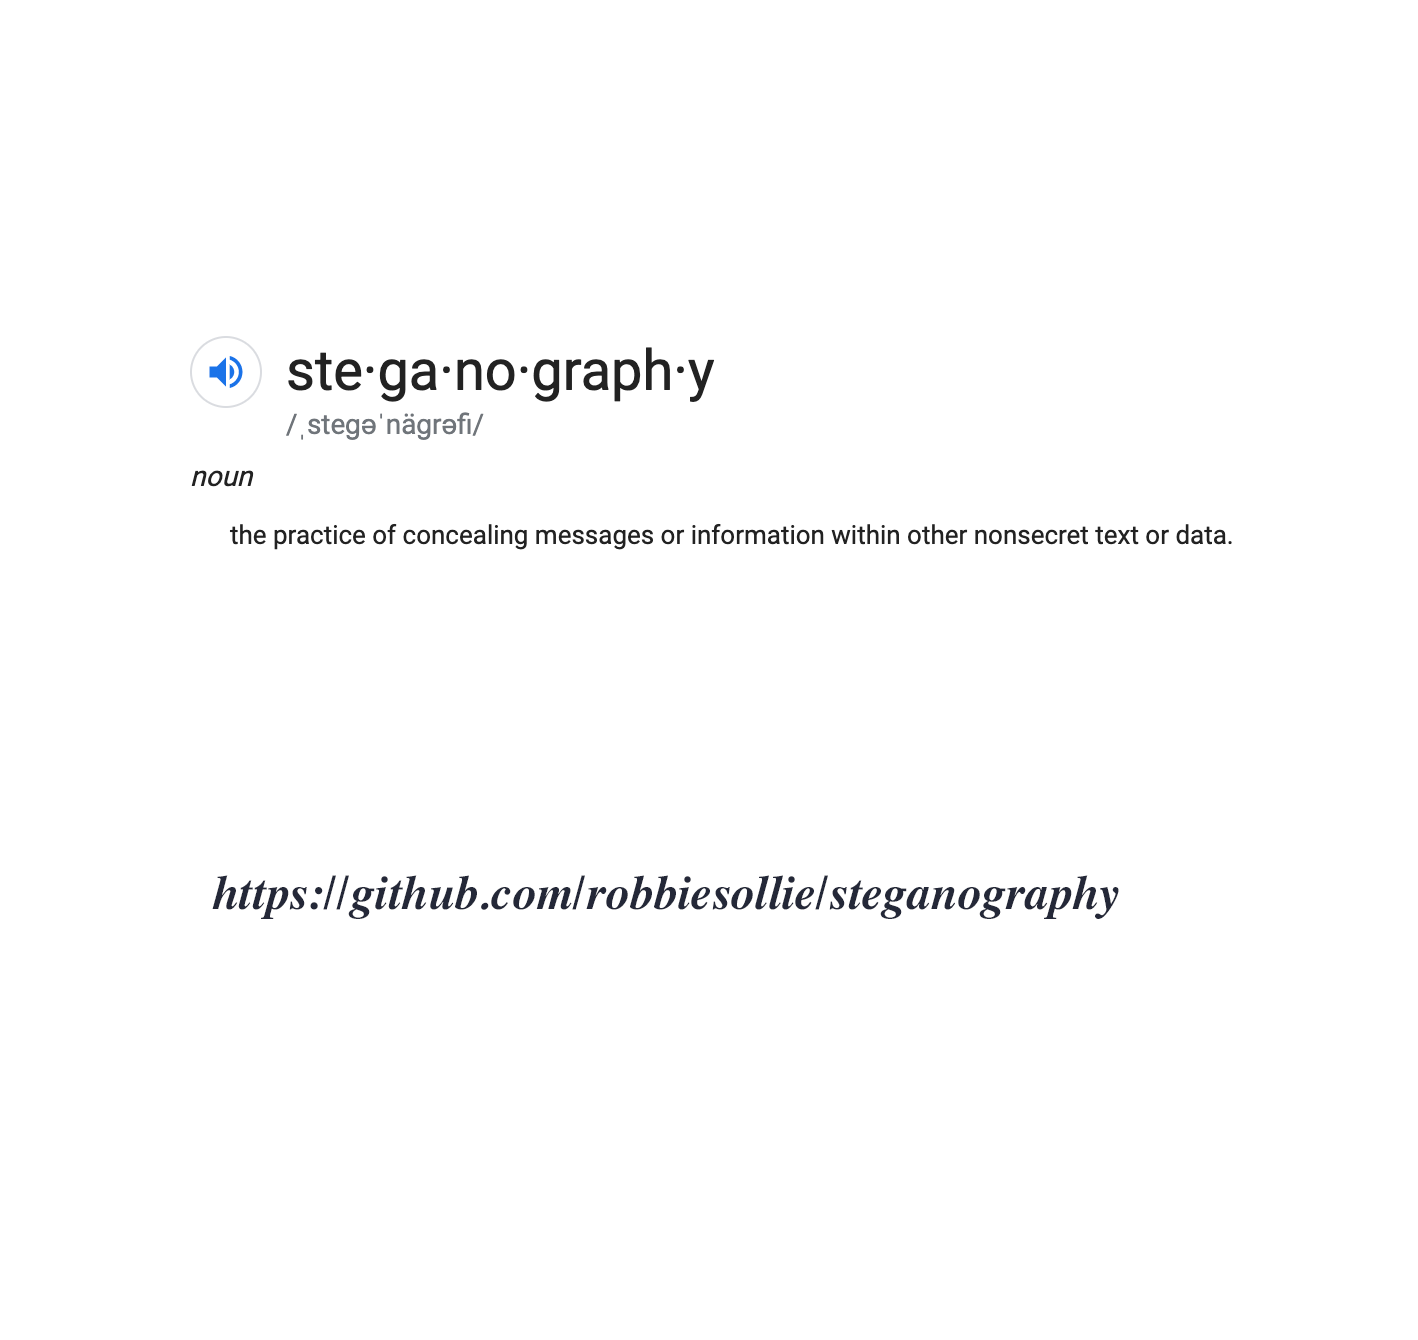 ste·ga·no·graph·y
/ˌstegəˈnäɡrəfi/
noun
the practice of concealing messages or information within other nonsecret text or data.
https://github.com/robbiesollie/steganography